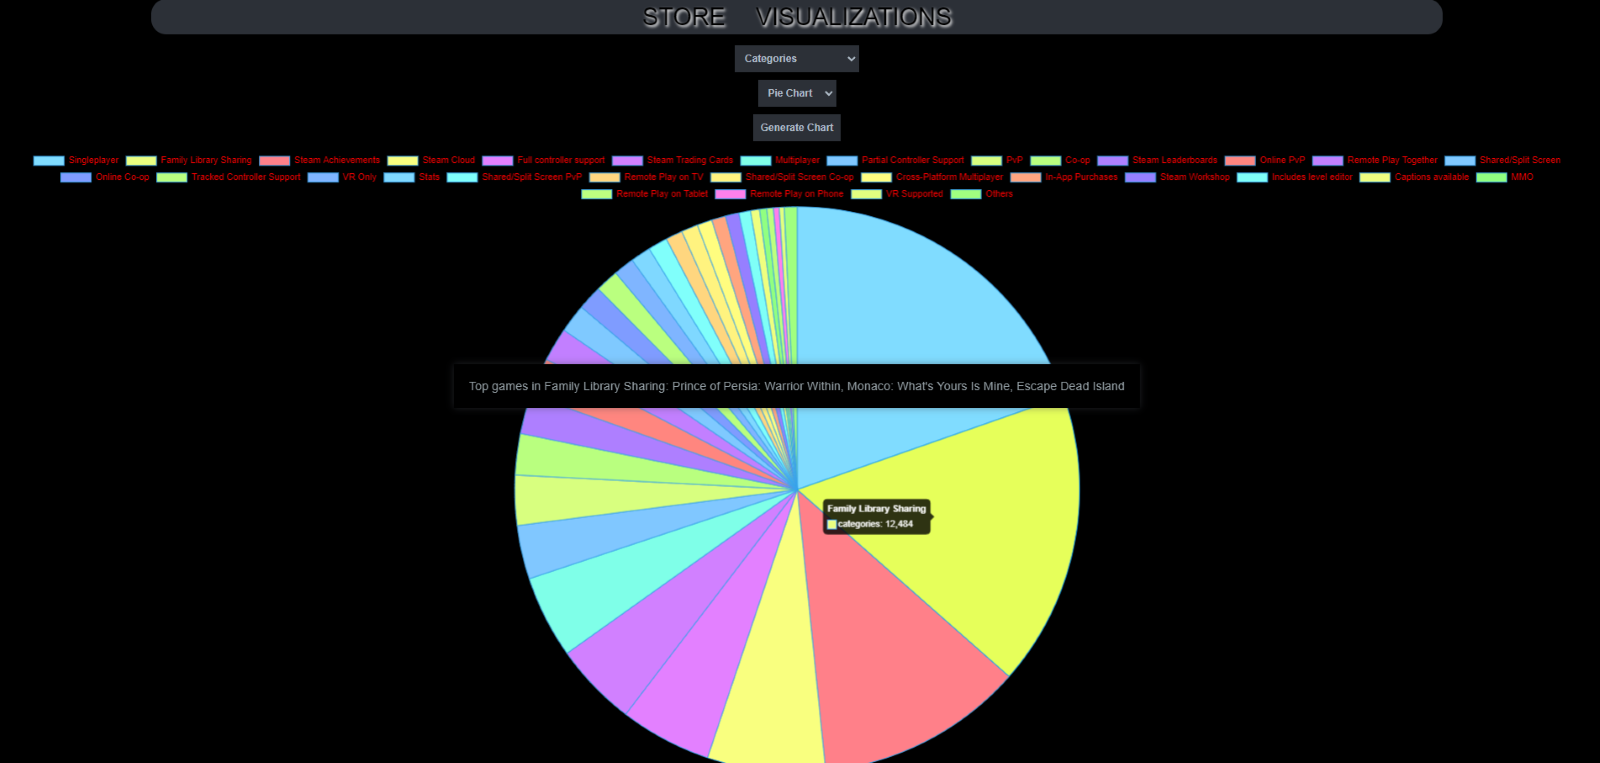 STORE VISUALIZATIONS
Categories
Pie Chart
Generate Chart
Singleplayer Family Library Sharing Steam Achievements Steam Cloud Full controller support Steam Trading Cards Multiplayer Partial Controller Support PvP Co-op Steam Leaderboards Online PvP Remote Play Together Shared/Split Screen
Online Co-op Tracked Controller Support VR Only Stats Shared/Split Screen PvP Remote Play on TV Shared/Split Screen Co-op Cross-Platform Multiplayer In-App Purchases Steam Workshop Includes level editor Captions available MMO
Remote Play on Tablet Remote Play on Phone VR Supported Others
Top games in Family Library Sharing: Prince of Persia: Warrior Within, Monaco: What's Yours Is Mine, Escape Dead Island
Family Library Sharing
categories: 12,484